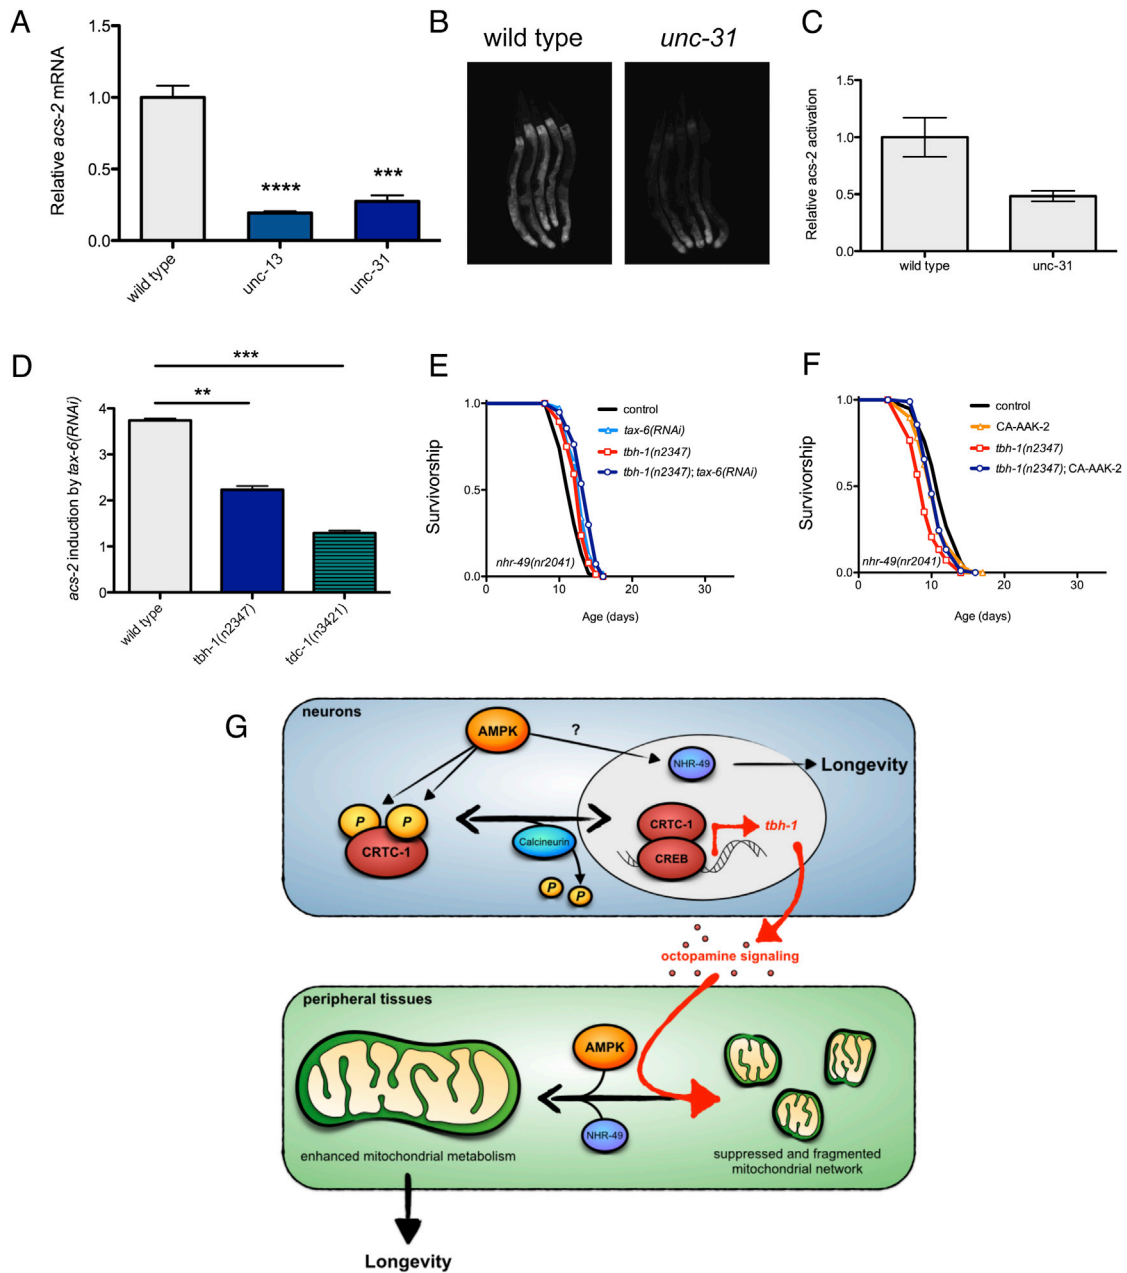 A
Relative acs-2 mRNA
1.5
1.0
0.5
0.0
****
***
wild type
unc-13
unc-31
B
wild type
unc-31
C
Relative acs-2 activation
1.5
1.0
0.5
0.0
wild type
unc-31
D
acs-2 induction by tax-6(RNAi)
***
**
4
3
2
1
0
wild type
tbh-1(n2347)
tdc-1(n3421)
E
Survivorship
1.0
0.5
0.0
control
tax-6(RNAi)
tbh-1(n2347)
tbh-1(n2347); tax-6(RNAi)
nhr-49(nr2041)
0
10
20
30
Age (days)
F
Survivorship
1.0
0.5
0.0
control
CA-AAK-2
tbh-1(n2347)
tbh-1(n2347); CA-AAK-2
nhr-49(nr2041)
0
10
20
30
Age (days)
G
neurons
AMPK
?
NHR-49
Longevity
P
P
CRTC-1
Calcineurin
P
P
CRTC-1
CREB
tbh-1
octopamine signaling
peripheral tissues
AMPK
NHR-49
enhanced mitochondrial metabolism
suppressed and fragmented
mitochondrial network
Longevity